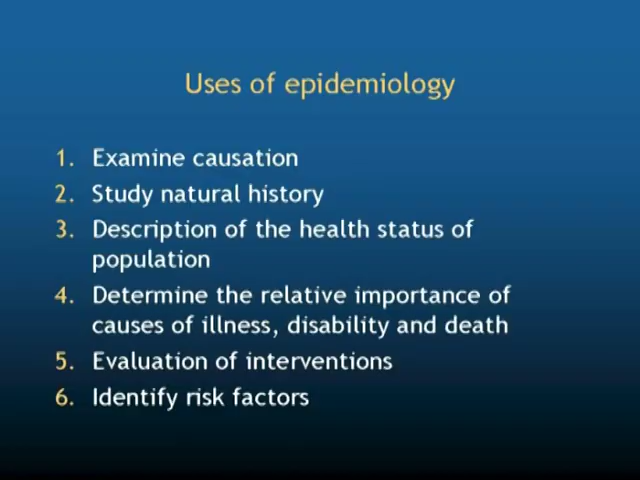 Uses of epidemiology
1. Examine causation
2. Study natural history
3. Description of the health status of
population
4. Determine the relative importance of
causes of illness, disability and death
5. Evaluation of interventions
6. Identify risk factors